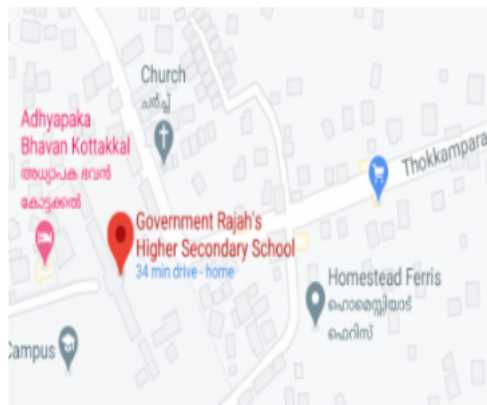 Church
ചർച്ച്
Adhyapaka
Bhavan Kottakkal
അധ്യാപക ഭവൻ
കോട്ടക്കൽ
Thokkampara
Government Rajah's
Higher Secondary School
34 min drive - home
Homestead Ferris
ഹൊമെസ്റ്റിയാട്
ഫെറിസ്
Campus